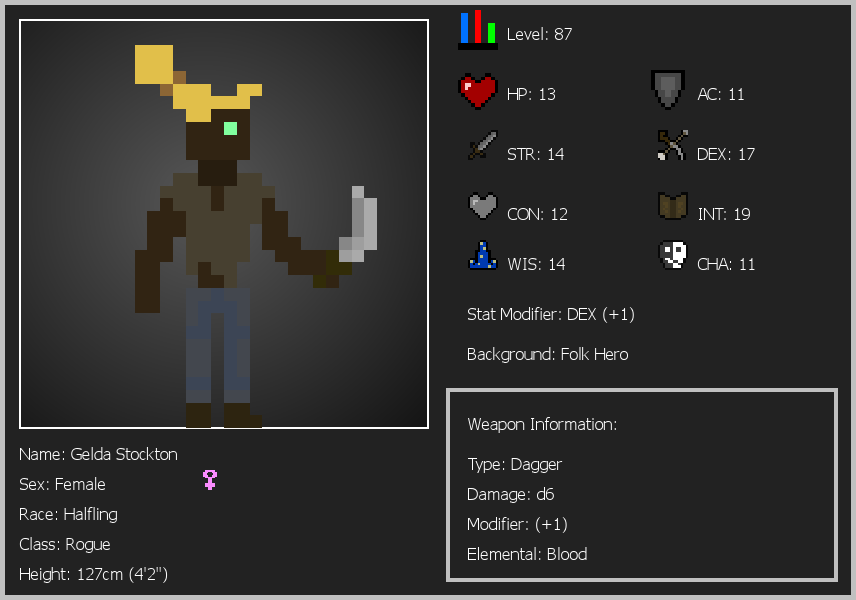 Level: 87
HP: 13
AC: 11
STR: 14
DEX: 17
CON: 12
INT: 19
WIS: 14
CHA: 11
Stat Modifier: DEX (+1)
Background: Folk Hero
Weapon Information:
Type: Dagger
Damage: d6
Modifier: (+1)
Elemental: Blood
Name: Gelda Stockton
Sex: Female
Race: Halfling
Class: Rogue
Height: 127cm (4'2")